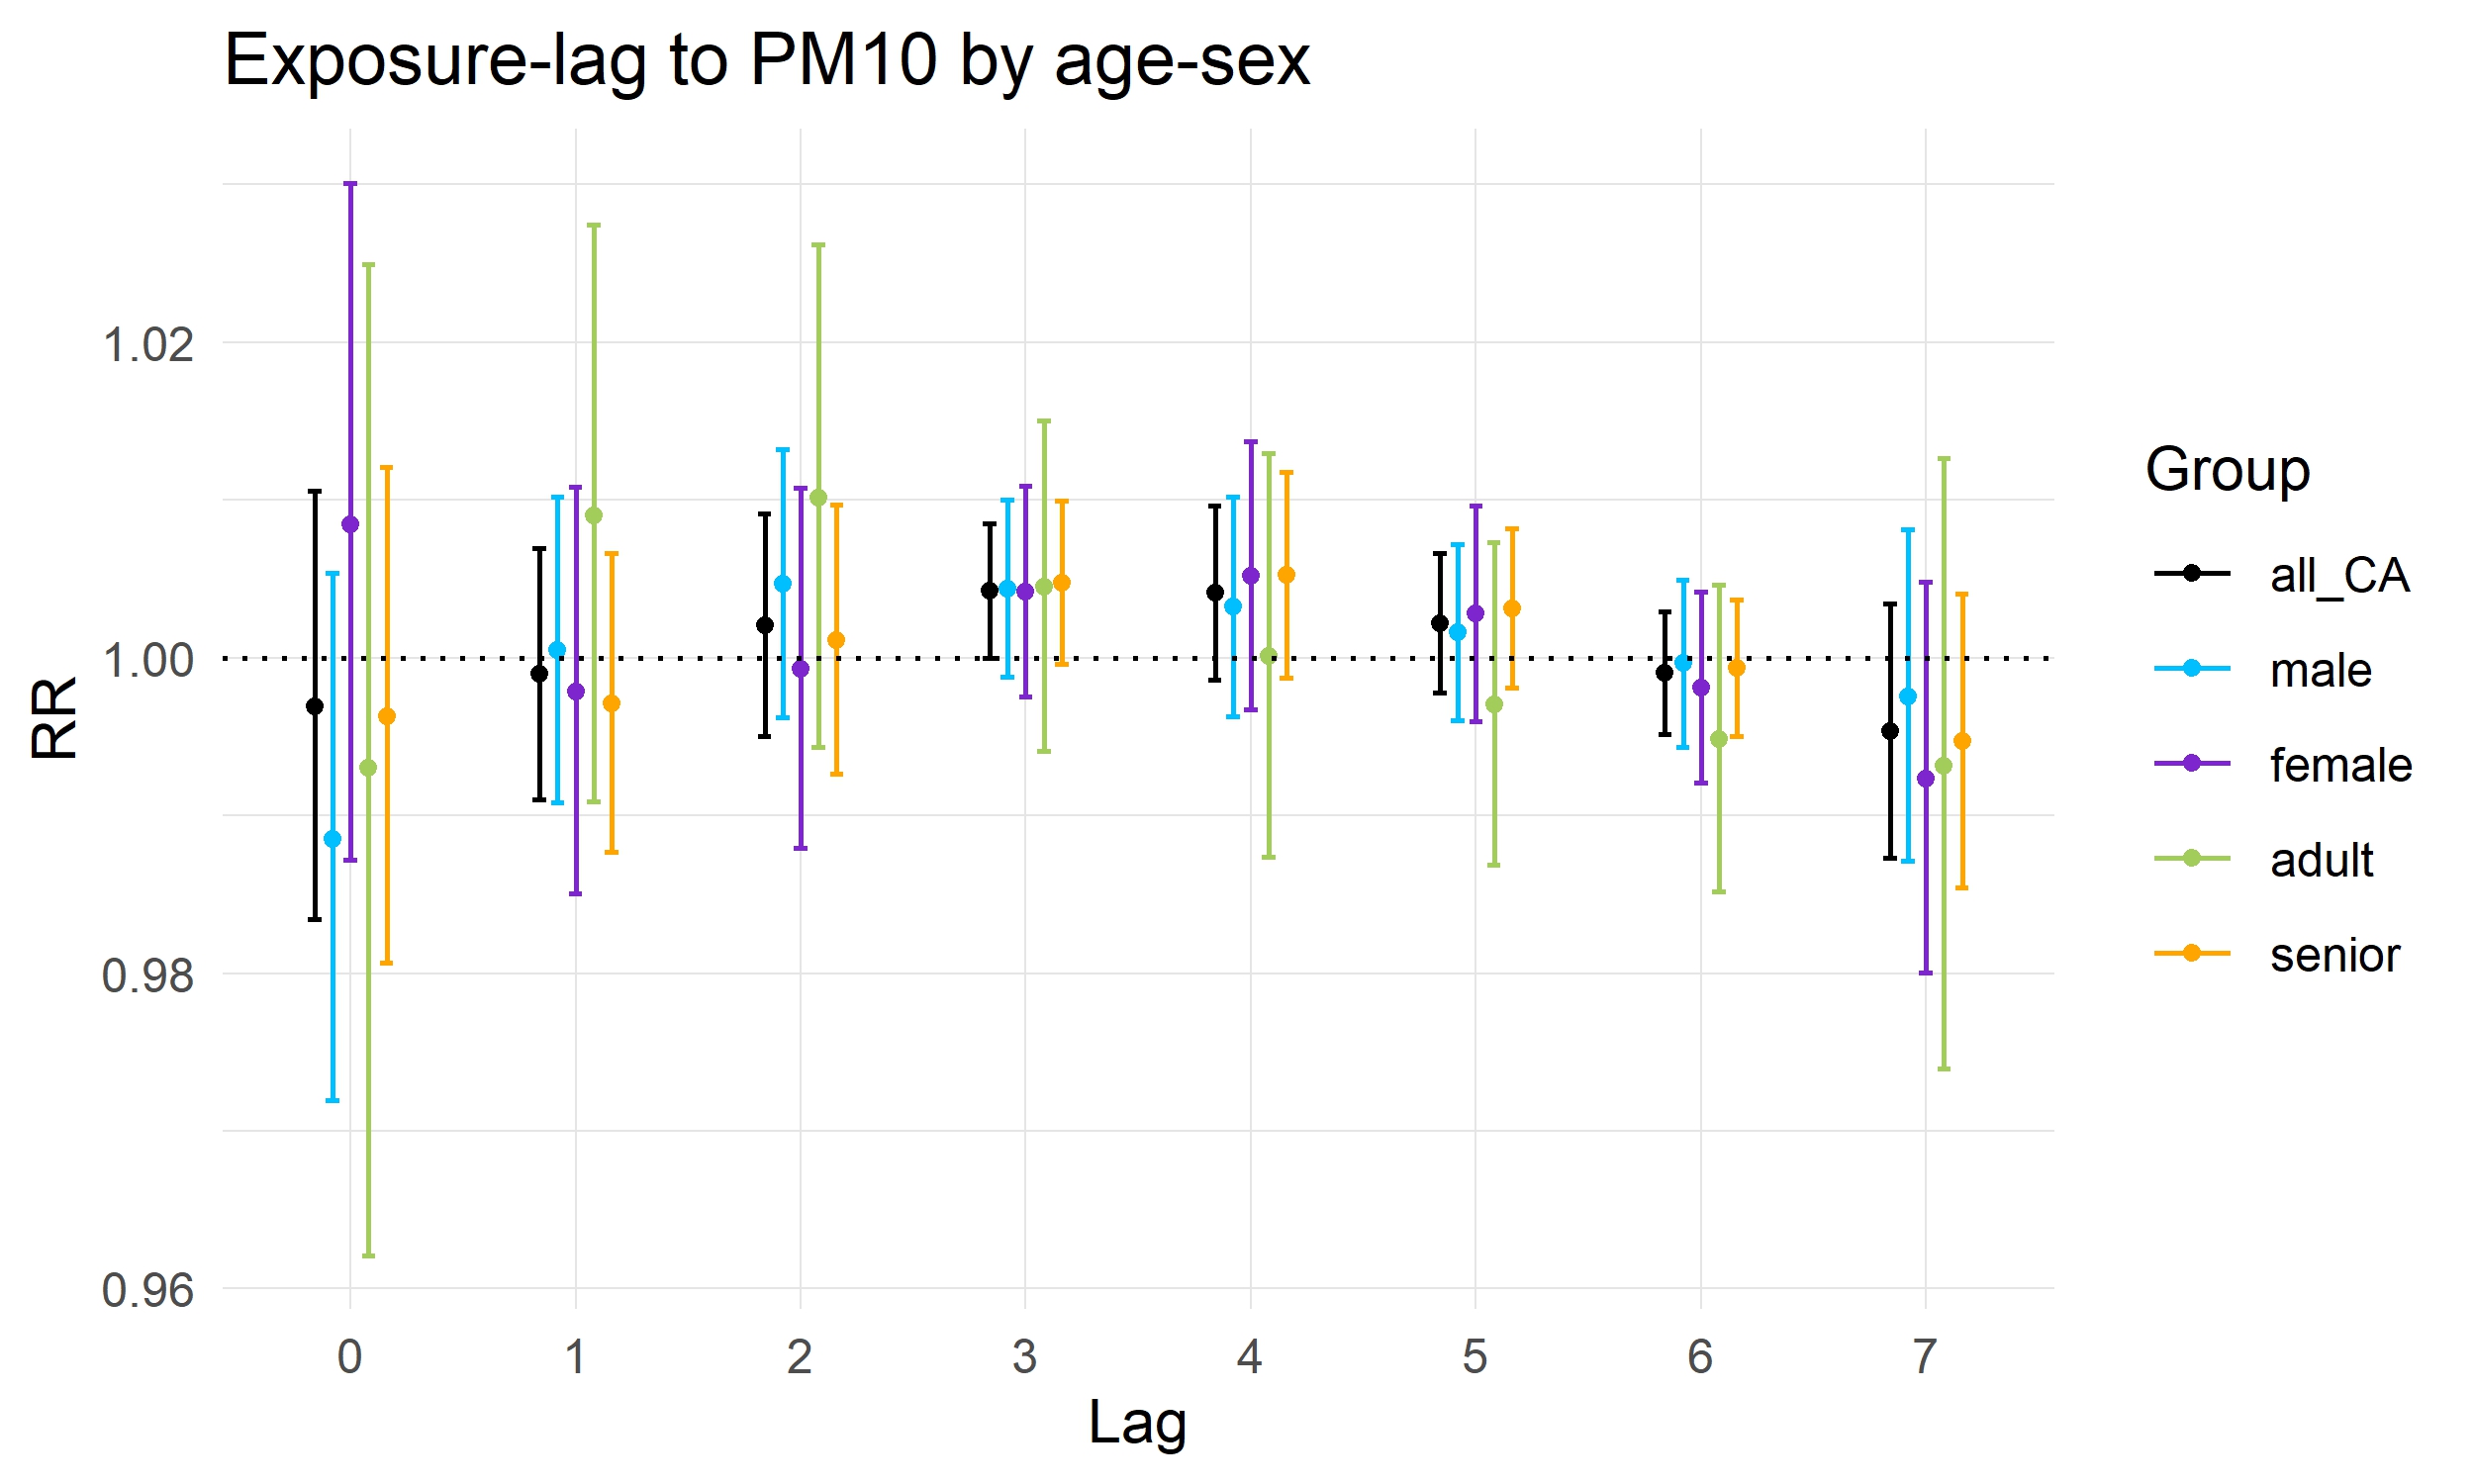 Exposure-lag to PM10 by age-sex
1.02
1.00
0.98
0.96
RR
0 1 2 3 4 5 6 7
Lag
Group
all_CA
male
female
adult
senior